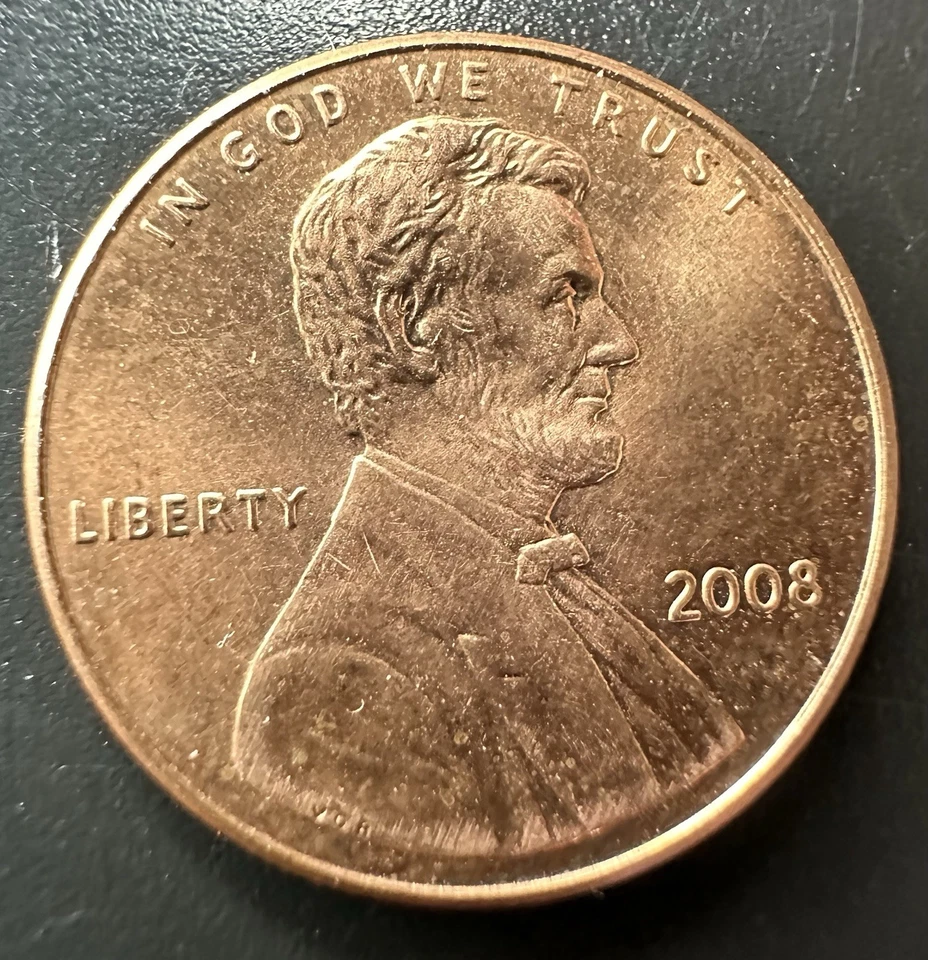 IN GOD WE TRUST
LIBERTY
2008
VDB